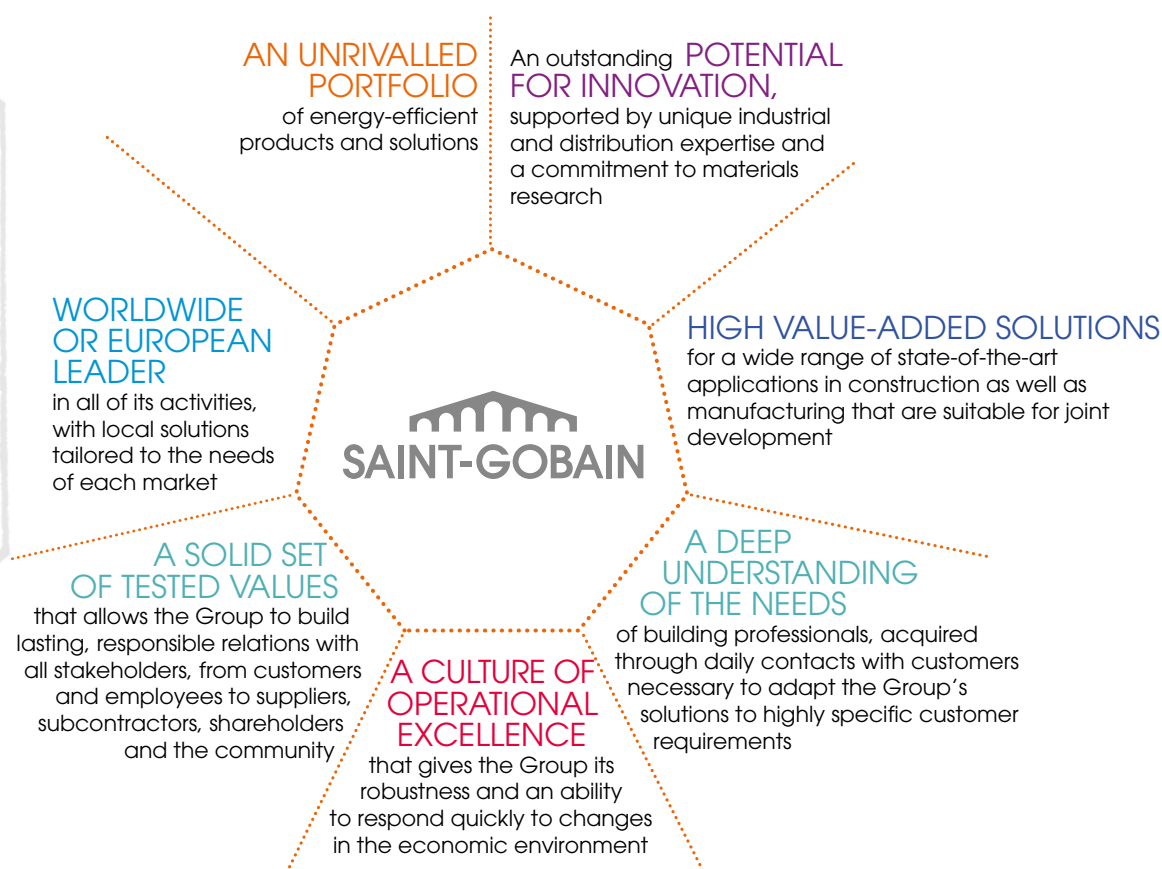 AN UNRIVALLED
PORTFOLIO
of energy-efficient
products and solutions
An outstanding POTENTIAL
FOR INNOVATION,
supported by unique industrial
and distribution expertise and
a commitment to materials
research
WORLDWIDE
OR EUROPEAN
LEADER
in all of its activities,
with local solutions
tailored to the needs
of each market
HIGH VALUE-ADDED SOLUTIONS
for a wide range of state-of-the-art
applications in construction as well as
manufacturing that are suitable for joint
development
SAINT-GOBAIN
A SOLID SET
OF TESTED VALUES
that allows the Group to build
lasting, responsible relations with
all stakeholders, from customers
and employees to suppliers,
subcontractors, shareholders
and the community
A DEEP
UNDERSTANDING
OF THE NEEDS
of building professionals, acquired
through daily contacts with customers
necessary to adapt the Group's
solutions to highly specific customer
requirements
A CULTURE OF
OPERATIONAL
EXCELLENCE
that gives the Group its
robustness and an ability
to respond quickly to changes
in the economic environment